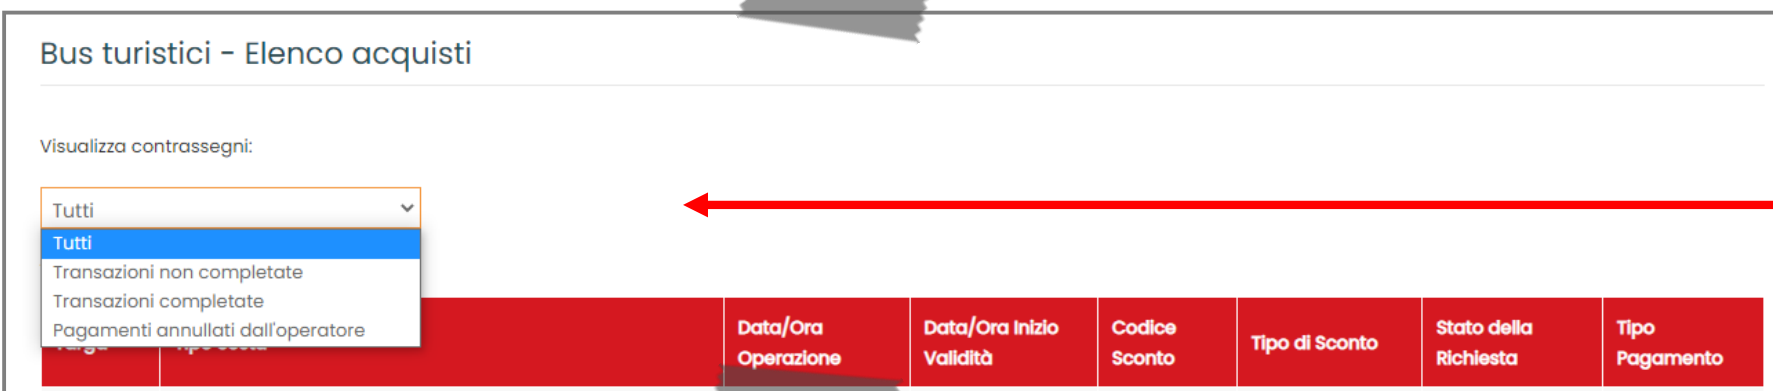 Bus turistici - Elenco acquisti
Visualizza contrassegni:
Tutti
Tutti
Transazioni non completate
Transazioni completate
Pagamenti annullati dall'operatore
Data/Ora Operazione
Data/Ora Inizio Validità
Codice Sconto
Tipo di Sconto
Stato della Richiesta
Tipo Pagamento